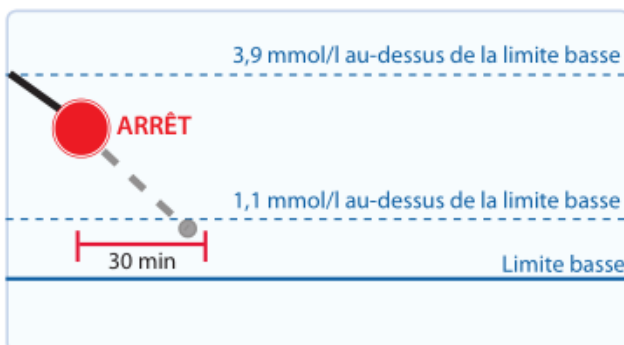 3,9 mmol/l au-dessus de la limite basse
ARRÊT
1,1 mmol/l au-dessus de la limite basse
30 min
Limite basse